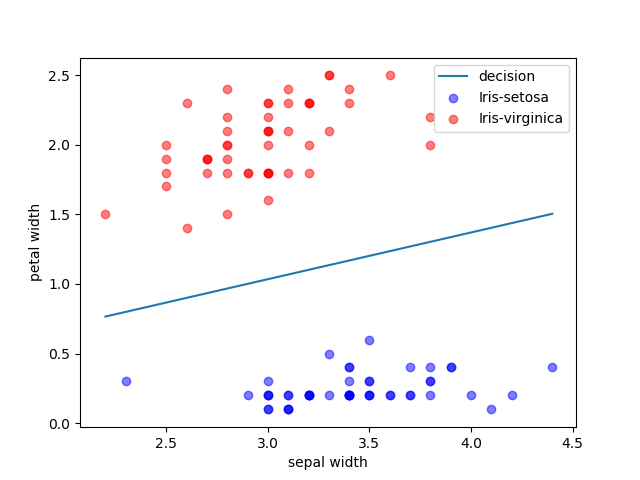 decision
Iris-setosa
Iris-virginica
2.5
2.0
1.5
1.0
0.5
0.0
petal width
2.5
3.0
3.5
4.0
4.5
sepal width